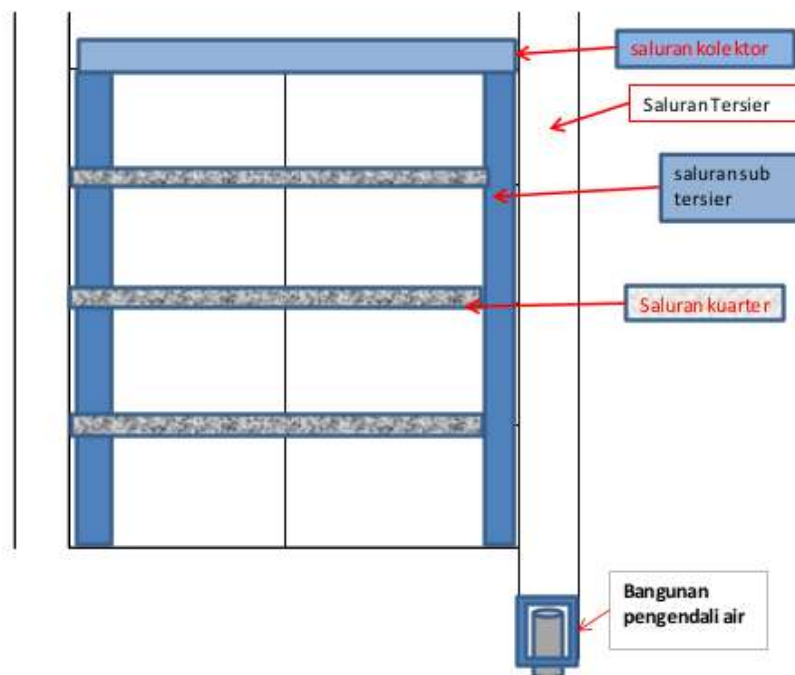 saluran kolektor
Saluran Tersier
saluran sub
tersier
Saluran kuarter
Bangunan
pengendali air